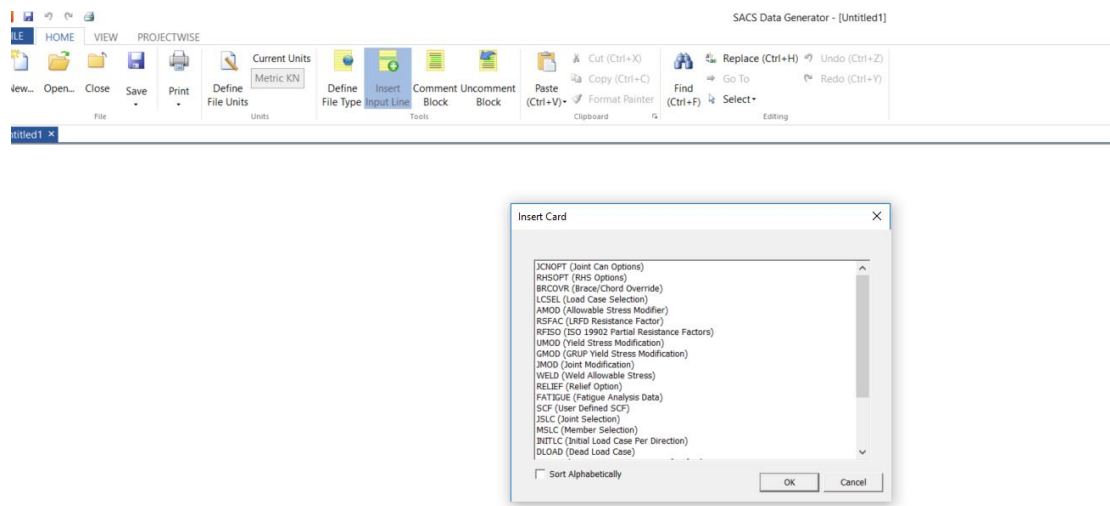 SACS Data Generator - [Untitled1]
ILE HOME VIEW PROJECTWISE
New... Open... Close Save Print
Define File Units
Current Units
Metric KN
Define File Type
Insert Input Line
Comment Block
Uncomment Block
Paste (Ctrl+V)
Cut (Ctrl+X)
Copy (Ctrl+C)
Format Painter
Find (Ctrl+F)
Replace (Ctrl+H)
Go To
Select
Undo (Ctrl+Z)
Redo (Ctrl+Y)
File Units Tools Clipboard Editing
ntitled1 ×
Insert Card
JCNOPT (Joint Can Options)
RHSOPT (RHS Options)
BRCOVR (Brace/Chord Override)
LCSEL (Load Case Selection)
AMOD (Allowable Stress Modifier)
RSFAC (LRFD Resistance Factor)
RFISO (ISO 19902 Partial Resistance Factors)
UMOD (Yield Stress Modification)
GMOD (GRUP Yield Stress Modification)
JMOD (Joint Modification)
WELD (Weld Allowable Stress)
RELIEF (Relief Option)
FATIGUE (Fatigue Analysis Data)
SCF (User Defined SCF)
JSLC (Joint Selection)
MSLC (Member Selection)
INITLC (Initial Load Case Per Direction)
DLOAD (Dead Load Case)
Sort Alphabetically
OK Cancel